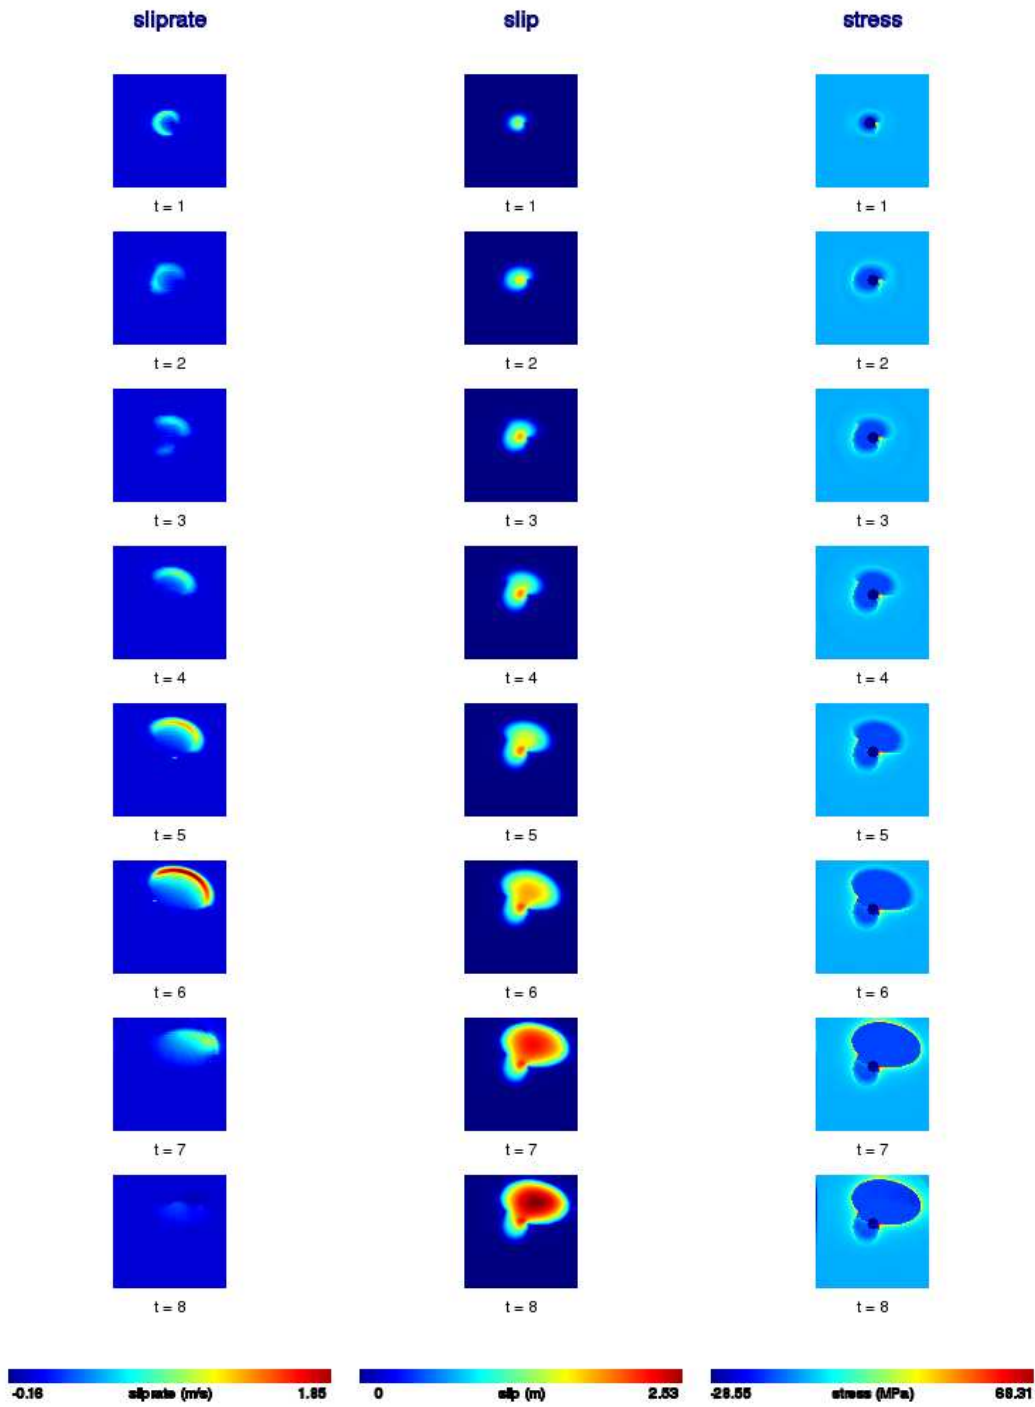 sliprate slip stress
t = 1 t = 1 t = 1
t = 2 t = 2 t = 2
t = 3 t = 3 t = 3
t = 4 t = 4 t = 4
t = 5 t = 5 t = 5
t = 6 t = 6 t = 6
t = 7 t = 7 t = 7
t = 8 t = 8 t = 8
-0.16 sliprate (m/s) 1.85 0 slip (m) 2.53 -28.55 stress (MPa) 68.31